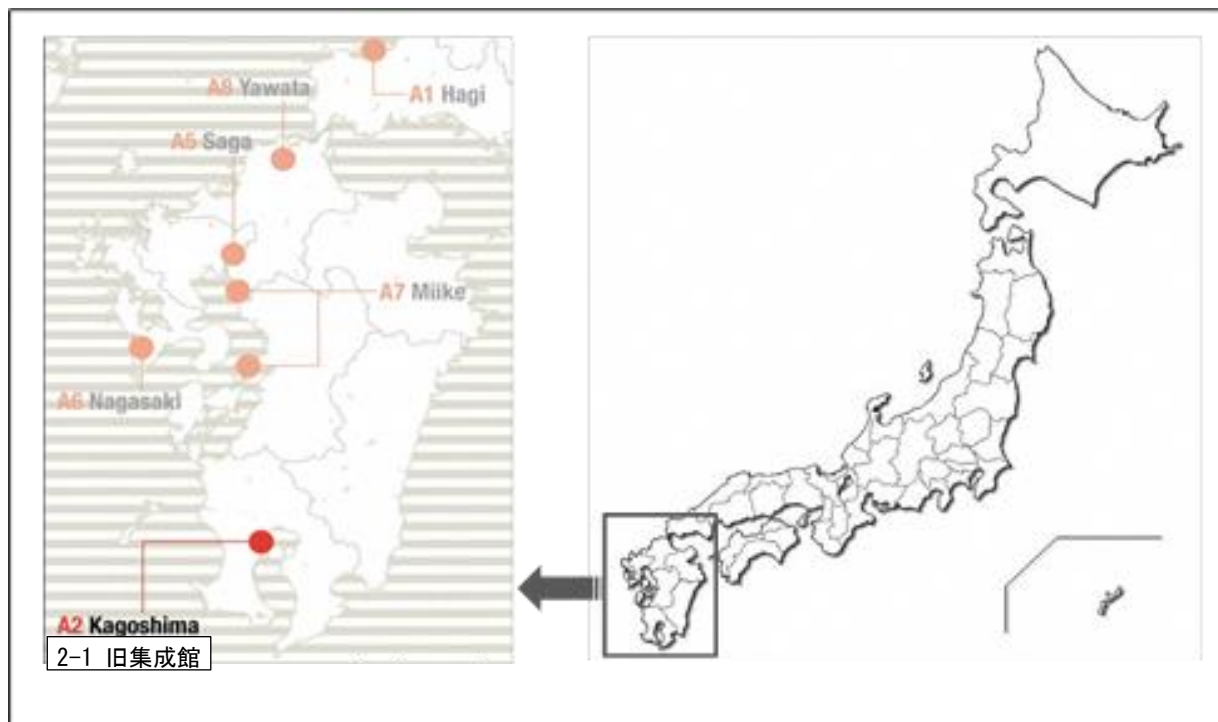 A8 Yawata
A1 Hagi
A5 Saga
A7 Miike
A6 Nagasaki
A2 Kagoshima
2-1 旧集成館